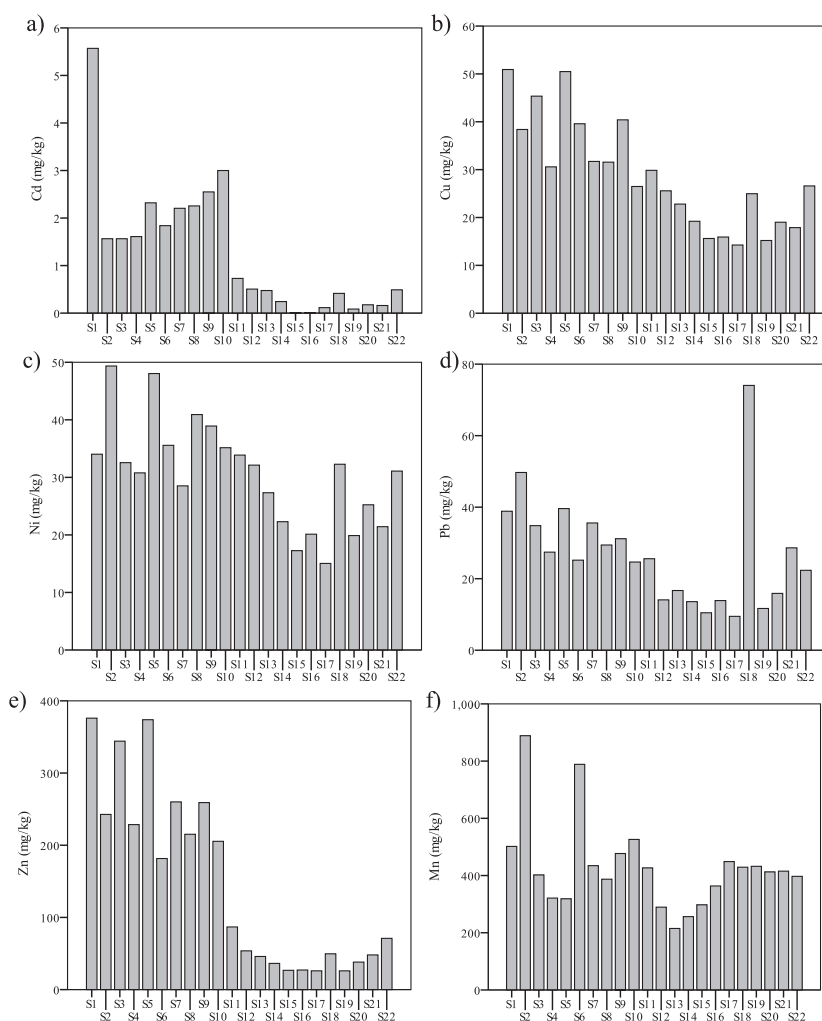 a)
6
5
4
3
2
1
0
Cd (mg/kg)
S1 S3 S5 S7 S9 S11 S13 S15 S17 S19 S21
S2 S4 S6 S8 S10 S12 S14 S16 S18 S20 S22
b)
60
50
40
30
20
10
0
Cu (mg/kg)
S1 S3 S5 S7 S9 S11 S13 S15 S17 S19 S21
S2 S4 S6 S8 S10 S12 S14 S16 S18 S20 S22
c)
50
40
30
20
10
0
Ni (mg/kg)
S1 S3 S5 S7 S9 S11 S13 S15 S17 S19 S21
S2 S4 S6 S8 S10 S12 S14 S16 S18 S20 S22
d)
80
60
40
20
0
Pb (mg/kg)
S1 S3 S5 S7 S9 S11 S13 S15 S17 S19 S21
S2 S4 S6 S8 S10 S12 S14 S16 S18 S20 S22
e)
400
300
200
100
0
Zn (mg/kg)
S1 S3 S5 S7 S9 S11 S13 S15 S17 S19 S21
S2 S4 S6 S8 S10 S12 S14 S16 S18 S20 S22
f)
1,000
800
600
400
200
0
Mn (mg/kg)
S1 S3 S5 S7 S9 S11 S13 S15 S17 S19 S21
S2 S4 S6 S8 S10 S12 S14 S16 S18 S20 S22